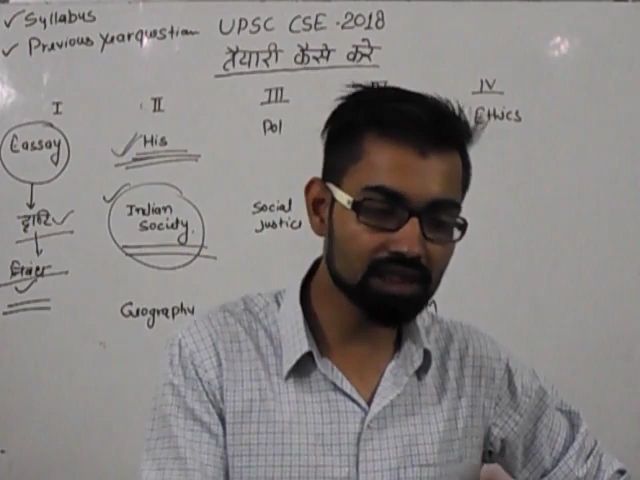 ✓ Syllabus
✓ Previous Year question
UPSC CSE - 2018
तैयारी कैसे करे
I
II
III
IV
Eassay
His
Pol
Ethics
Indian
Society
Social
Justice
Geography